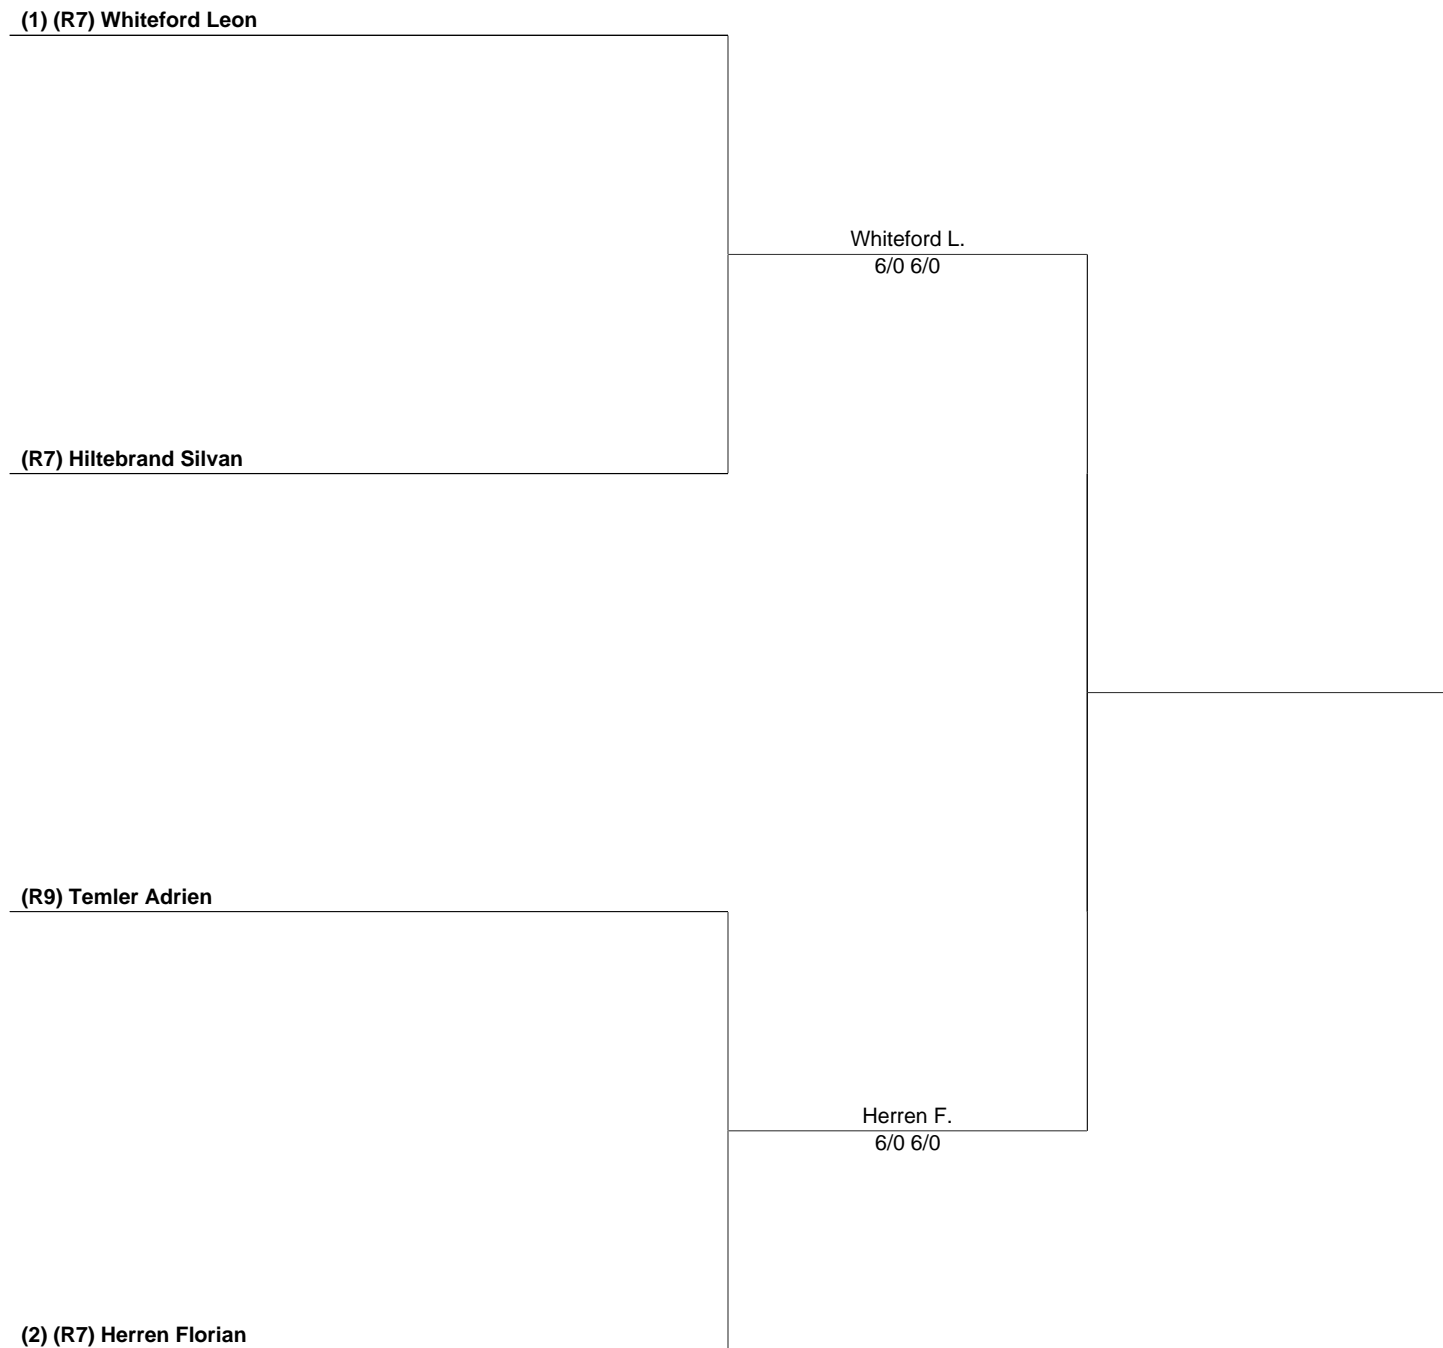 (1) (R7) Whiteford Leon
Whiteford L.
6/0 6/0
(R7) Hiltebrand Silvan
(R9) Temler Adrien
Herren F.
6/0 6/0
(2) (R7) Herren Florian